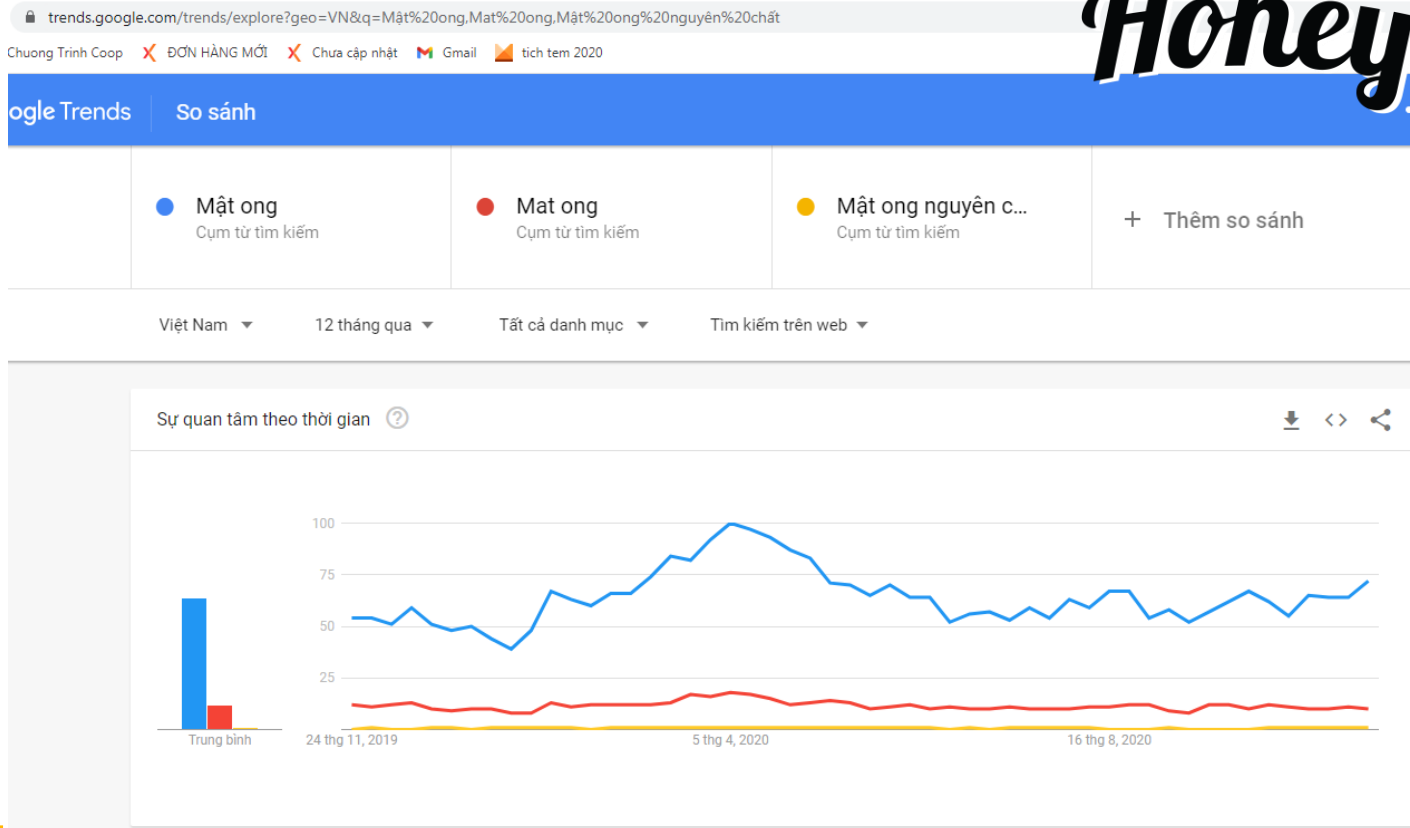 trends.google.com/trends/explore?geo=VN&q=Mật%20ong,Mat%20ong,Mật%20ong%20nguyên%20chất
Honey
Chuong Trinh Coop ĐƠN HÀNG MỚI Chưa cập nhật Gmail tich tem 2020
ogle Trends So sánh
Mật ong Mat ong Mật ong nguyên c... + Thêm so sánh
Cụm từ tìm kiếm Cụm từ tìm kiếm Cụm từ tìm kiếm
Việt Nam 12 tháng qua Tất cả danh mục Tìm kiếm trên web
Sự quan tâm theo thời gian ?
100
75
50
25
Trung bình 24 thg 11, 2019 5 thg 4, 2020 16 thg 8, 2020